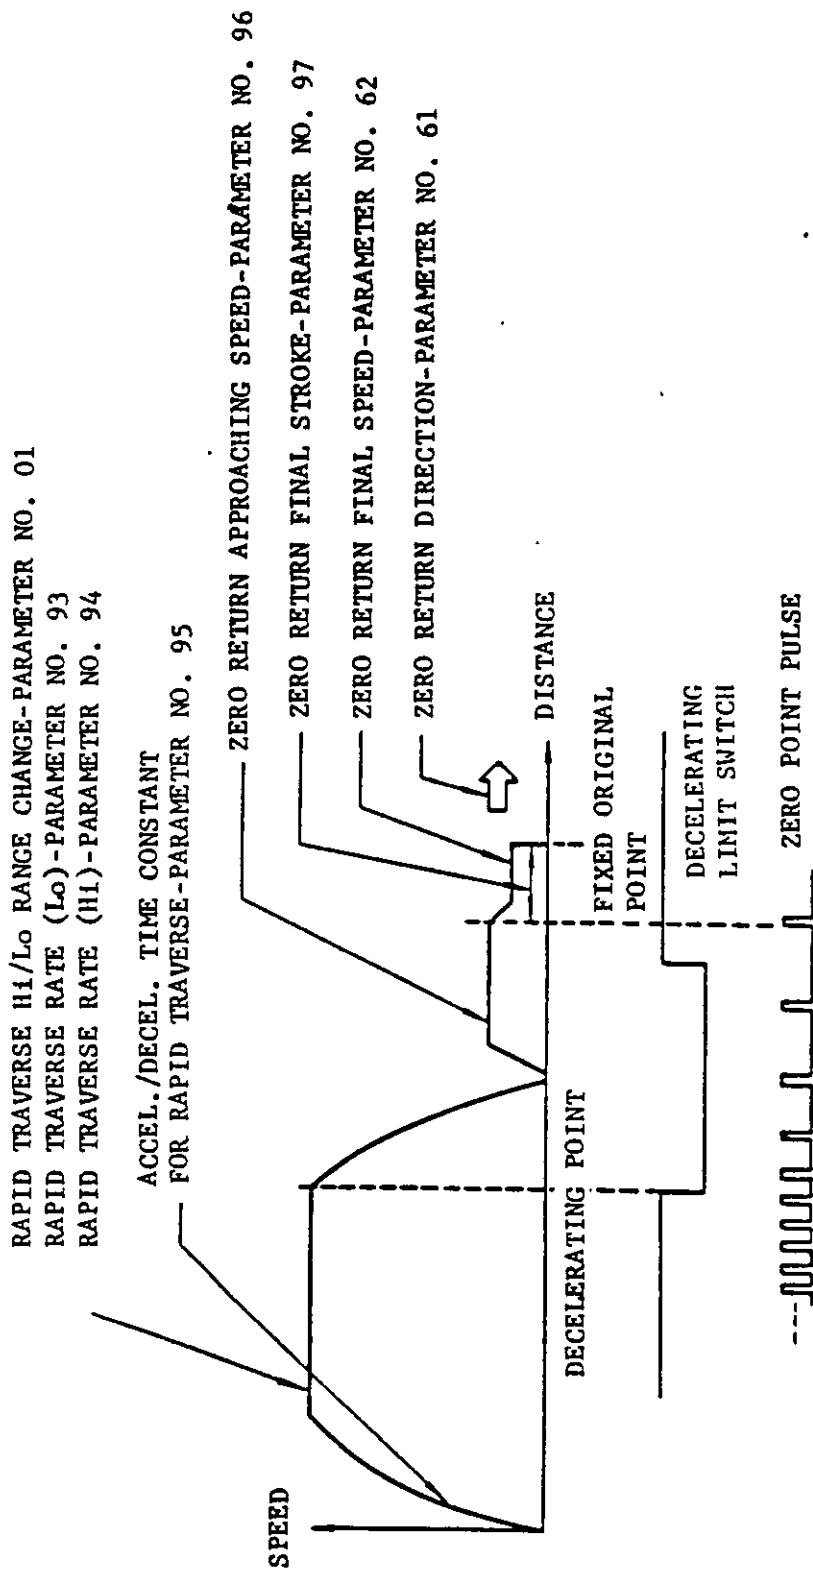 RAPID TRAVERSE Hi/Lo RANGE CHANGE-PARAMETER NO. 01
RAPID TRAVERSE RATE (Lo)-PARAMETER NO. 93
RAPID TRAVERSE RATE (Hi)-PARAMETER NO. 94
ACCEL./DECEL. TIME CONSTANT
FOR RAPID TRAVERSE-PARAMETER NO. 95
ZERO RETURN APPROACHING SPEED-PARAMETER NO. 96
ZERO RETURN FINAL STROKE-PARAMETER NO. 97
ZERO RETURN FINAL SPEED-PARAMETER NO. 62
ZERO RETURN DIRECTION-PARAMETER NO. 61
SPEED
DISTANCE
DECELERATING POINT
FIXED ORIGINAL
POINT
DECELERATING
LIMIT SWITCH
ZERO POINT PULSE